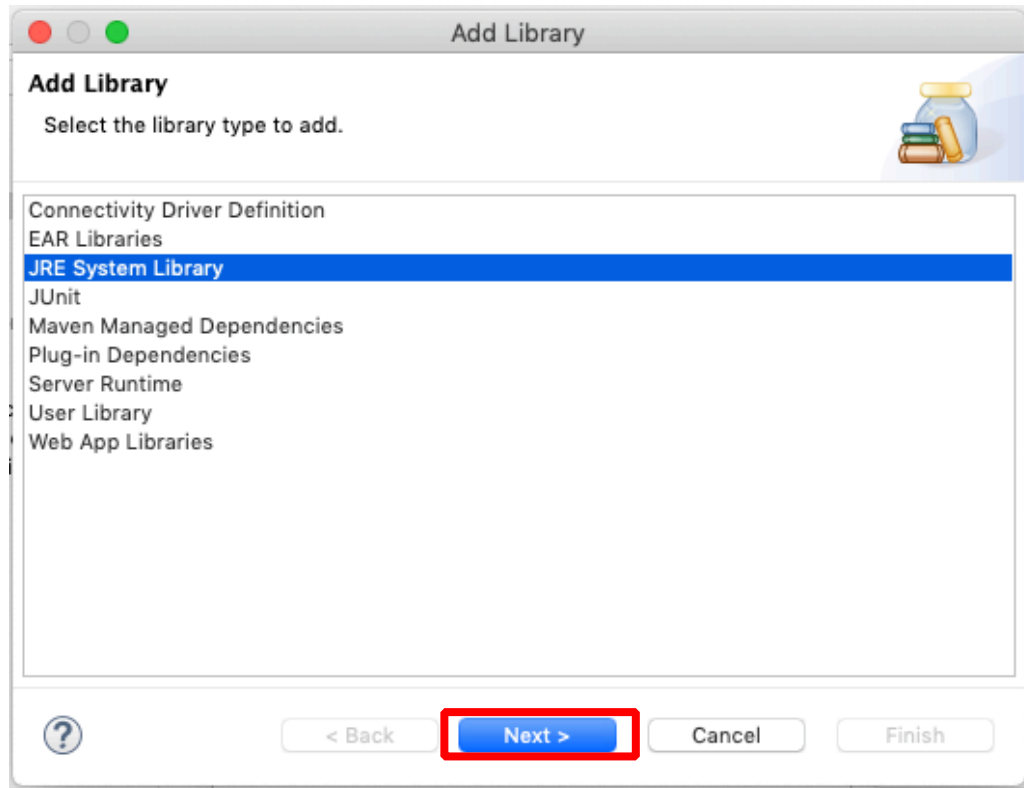 Add Library
Add Library
Select the library type to add.
Connectivity Driver Definition
EAR Libraries
JRE System Library
JUnit
Maven Managed Dependencies
Plug-in Dependencies
Server Runtime
User Library
Web App Libraries
?
< Back
Next >
Cancel
Finish